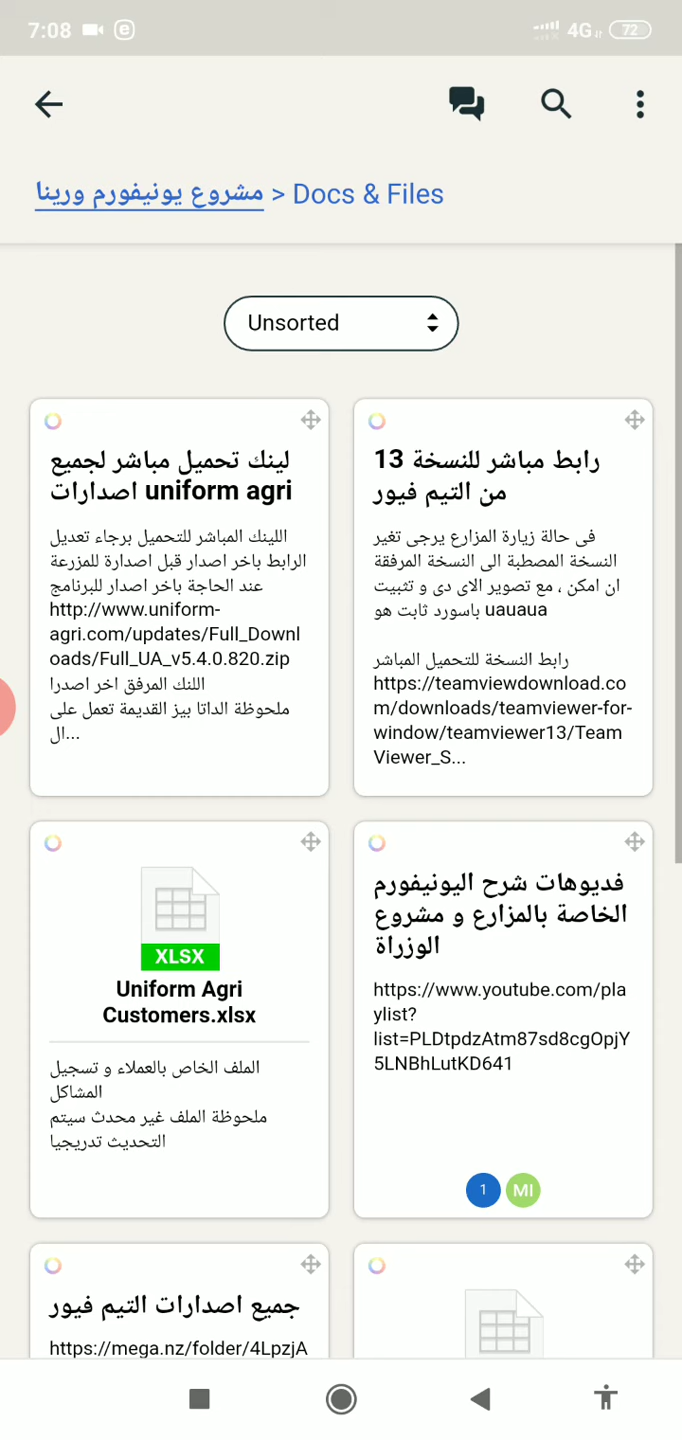 7:08
4G
72
مشروع يونيفورم ورينا > Docs & Files
Unsorted
لينك تحميل مباشر لجميع
اصدارات uniform agri
اللينك المباشر للتحميل برجاء تعديل
الرابط باخر اصدار قبل اصدارة للمزرعة
عند الحاجة باخر اصدار للبرنامج
http://www.uniform-
agri.com/updates/Full_Downl
oads/Full_UA_v5.4.0.820.zip
اللنك المرفق اخر اصدرا
ملحوظة الداتا بيز القديمة تعمل على
ال...
رابط مباشر للنسخة 13
من التيم فيور
فى حالة زيارة المزارع يرجى تغير
النسخة المصطبة الى النسخة المرفقة
ان امكن ، مع تصوير الاى دى و تثبيت
باسورد ثابت هو uauaua
رابط النسخة للتحميل المباشر
https://teamviewdownload.co
m/downloads/teamviewer-for-
window/teamviewer13/Team
Viewer_S...
XLSX
Uniform Agri
Customers.xlsx
الملف الخاص بالعملاء و تسجيل
المشاكل
ملحوظة الملف غير محدث سيتم
التحديث تدريجيا
فديوهات شرح اليونيفورم
الخاصة بالمزارع و مشروع
الوزراة
https://www.youtube.com/pla
ylist?
list=PLDtpdzAtm87sd8cgOpjY
5LNBhLutKD641
1
MI
جميع اصدارات التيم فيور
https://mega.nz/folder/4LpzjA